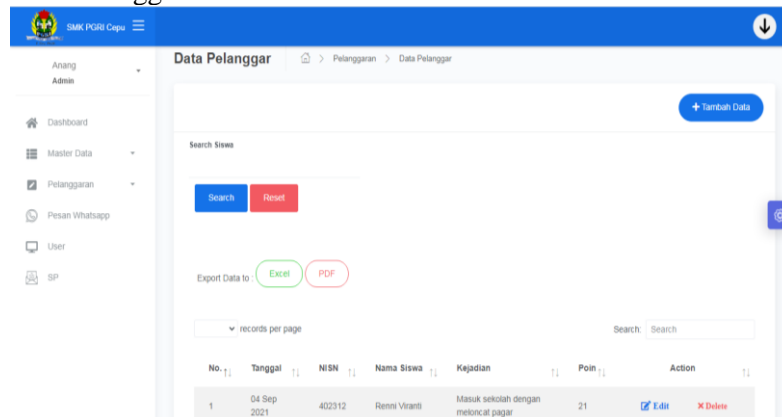 SMK PGRI Cepu
Anang
Admin
Dashboard
Master Data
Pelanggaran
Pesan Whatsapp
User
SP
Data Pelanggar
Pelanggaran > Data Pelanggar
+ Tambah Data
Search Siswa
Search Reset
Export Data to : Excel PDF
records per page
Search: Search
No. Tanggal NISN Nama Siswa Kejadian Poin Action
1 04 Sep 2021 402312 Renni Viranti Masuk sekolah dengan meloncat pagar 21 Edit × Delete